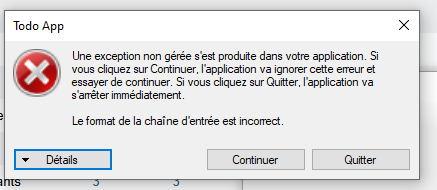 Todo App
Une exception non gérée s'est produite dans votre application. Si
vous cliquez sur Continuer, l'application va ignorer cette erreur et
essayer de continuer. Si vous cliquez sur Quitter, l'application va
s'arrêter immédiatement.
Le format de la chaîne d'entrée est incorrect.
Détails
Continuer
Quitter
ants 3 3